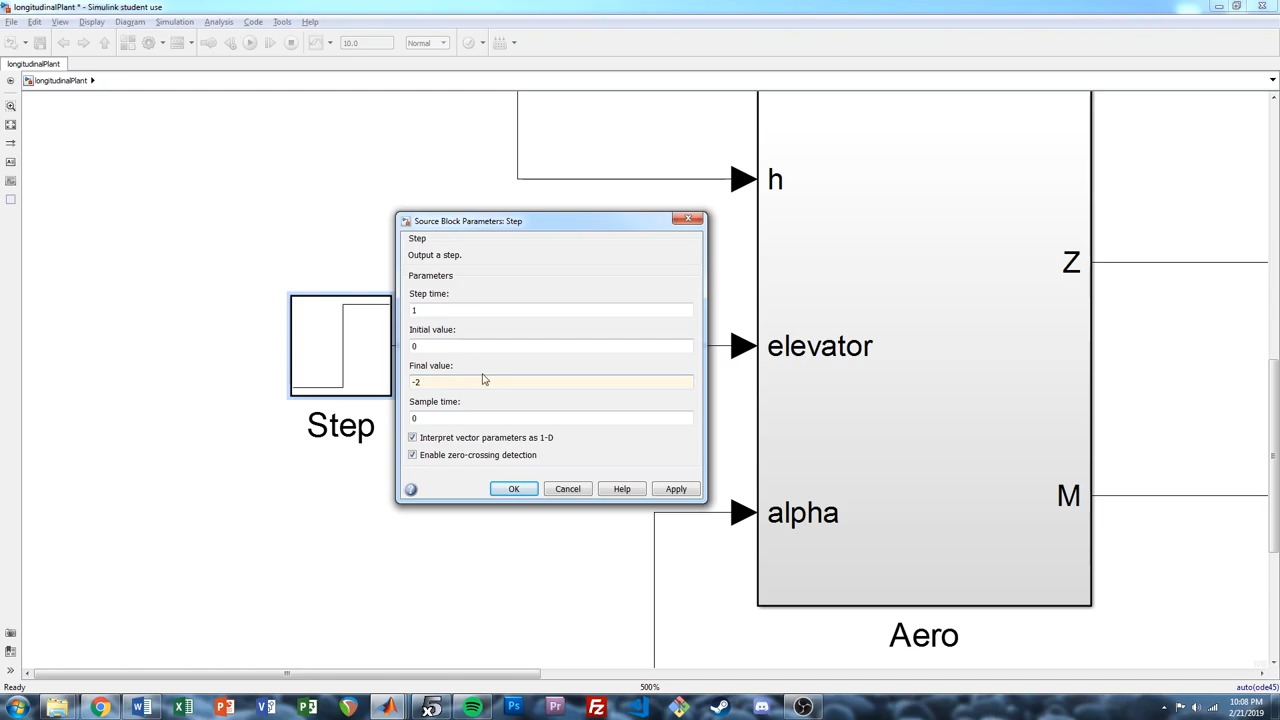 longitudinalPlant * - Simulink student use
File Edit View Display Diagram Simulation Analysis Code Tools Help
10.0 Normal
longitudinalPlant
longitudinalPlant
h
Source Block Parameters: Step
Step
Output a step.
Parameters
Step time:
1
Initial value:
0
Final value:
-2
Sample time:
0
Interpret vector parameters as 1-D
Enable zero-crossing detection
OK Cancel Help Apply
Step
Z
elevator
M
alpha
Aero
Ready 500% auto(ode45)
10:08 PM
2/21/2019